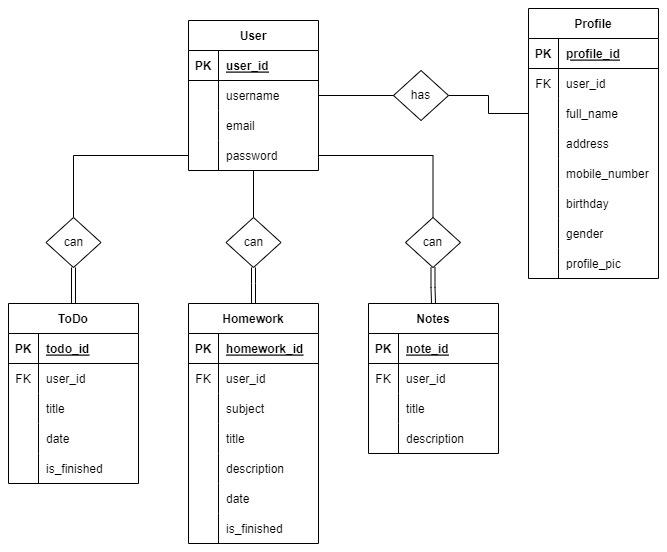 User
PK user_id
username
email
password
has
Profile
PK profile_id
FK user_id
full_name
address
mobile_number
birthday
gender
profile_pic
can
can
can
ToDo
PK todo_id
FK user_id
title
date
is_finished
Homework
PK homework_id
FK user_id
subject
title
description
date
is_finished
Notes
PK note_id
FK user_id
title
description